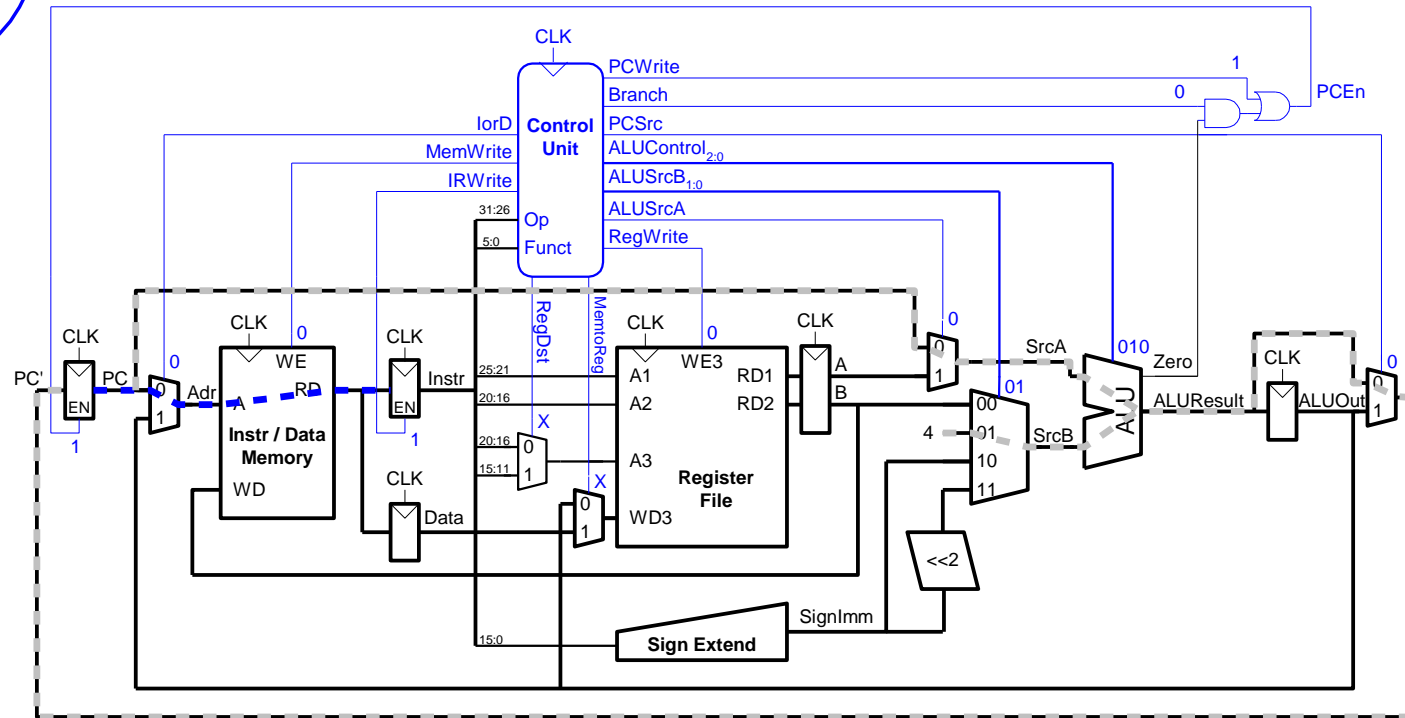 CLK
PCWrite
1
Branch
0
PCEn
IorD
Control
Unit
PCSrc
MemWrite
ALUControl2:0
IRWrite
ALUSrcB1:0
31:26
Op
ALUSrcA
5:0
Funct
RegWrite
RegDst
MemtoReg
CLK
CLK
0
CLK
CLK
0
CLK
0
0
WE
WE3
0
SrcA
010
Zero
CLK
0
PC'
PC
0
Adr
A
RD
Instr
25:21
A1
RD1
A
1
EN
1
EN
20:16
A2
RD2
B
01
00
ALU
ALUResult
ALUOut
0
1
1
Instr / Data
Memory
1
X
4
01
SrcB
20:16
0
A3
10
15:11
1
Register
File
11
WD
CLK
X
Data
0
1
WD3
<<2
SignImm
15:0
Sign Extend